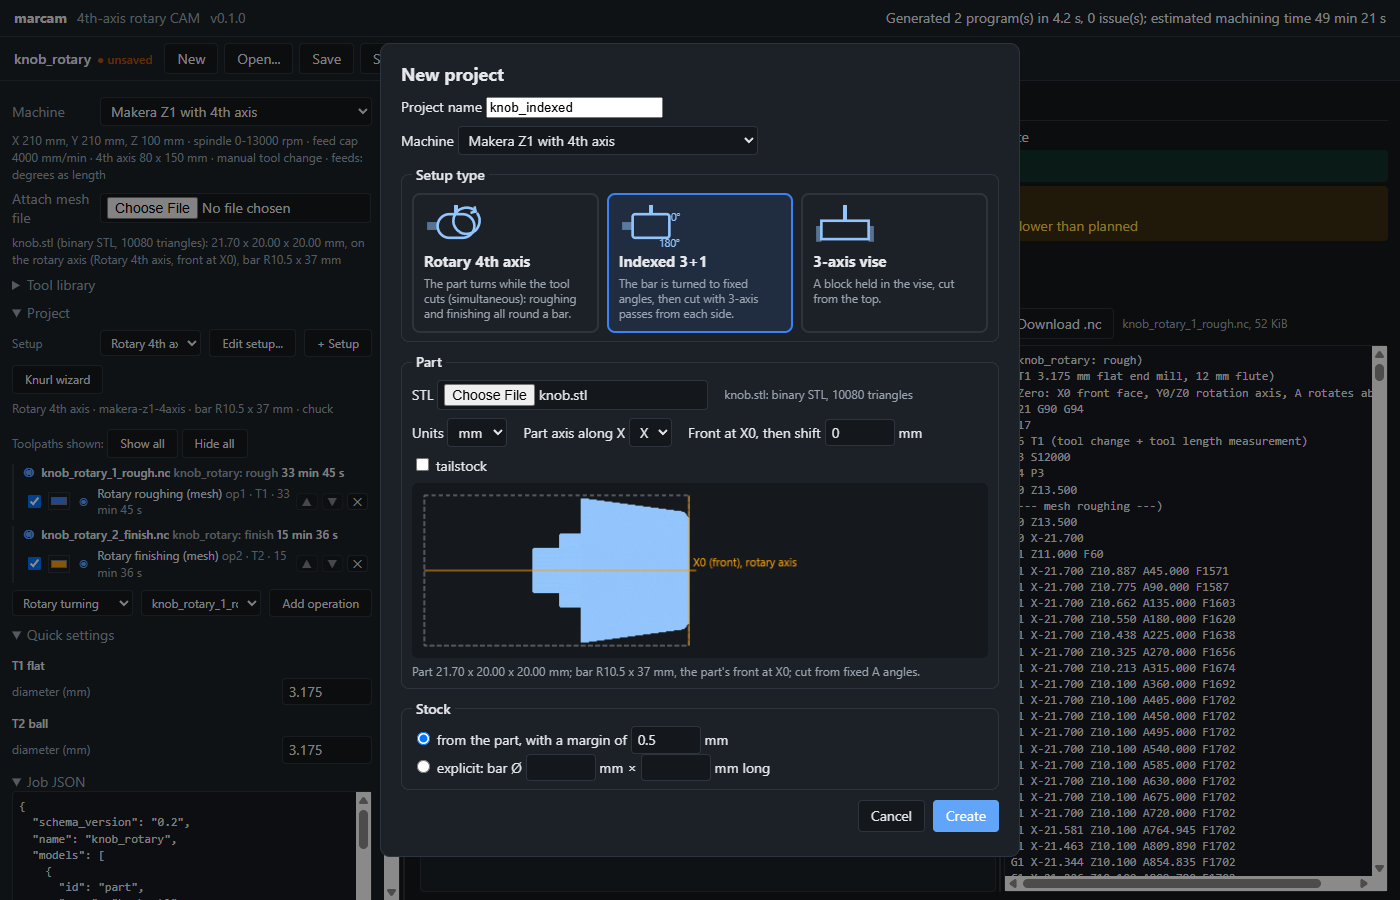 marcam 4th-axis rotary CAM v0.1.0
Generated 2 program(s) in 4.2 s, 0 issue(s); estimated machining time 49 min 21 s
knob_rotary ● unsaved New Open... Save
Machine Makera Z1 with 4th axis
X 210 mm, Y 210 mm, Z 100 mm · spindle 0-13000 rpm · feed cap
4000 mm/min · 4th axis 80 x 150 mm · manual tool change · feeds:
degrees as length
Attach mesh file Choose File No file chosen
knob.stl (binary STL, 10080 triangles): 21.70 x 20.00 x 20.00 mm, on
the rotary axis (Rotary 4th axis, front at X0), bar R10.5 x 37 mm
▶ Tool library
▼ Project
Setup Rotary 4th a Edit setup... + Setup
Knurl wizard
Rotary 4th axis · makera-z1-4axis · bar R10.5 x 37 mm · chuck
Toolpaths shown: Show all Hide all
knob_rotary_1_rough.nc knob_rotary: rough 33 min 45 s
Rotary roughing (mesh) op1 · T1 · 33
min 45 s
knob_rotary_2_finish.nc knob_rotary: finish 15 min 36 s
Rotary finishing (mesh) op2 · T2 · 15
min 36 s
Rotary turning knob_rotary_1_r Add operation
▼ Quick settings
T1 flat
diameter (mm) 3.175
T2 ball
diameter (mm) 3.175
▼ Job JSON
{
"schema_version": "0.2",
"name": "knob_rotary",
"models": [
{
"id": "part",
New project
Project name knob_indexed
Machine Makera Z1 with 4th axis
Setup type
Rotary 4th axis
The part turns while the tool
cuts (simultaneous): roughing
and finishing all round a bar.
0°
180°
Indexed 3+1
The bar is turned to fixed
angles, then cut with 3-axis
passes from each side.
3-axis vise
A block held in the vise, cut
from the top.
Part
STL Choose File knob.stl knob.stl: binary STL, 10080 triangles
Units mm Part axis along X X Front at X0, then shift 0 mm
tailstock
X0 (front), rotary axis
Part 21.70 x 20.00 x 20.00 mm; bar R10.5 x 37 mm, the part's front at X0; cut from fixed A angles.
Stock
from the part, with a margin of 0.5 mm
explicit: bar Ø mm × mm long
Cancel Create
lower than planned
Download .nc knob_rotary_1_rough.nc, 52 KiB
knob_rotary: rough)
T1 3.175 mm flat end mill, 12 mm flute)
Zero: X0 front face, Y0/Z0 rotation axis, A rotates ab
21 G90 G94
17
T1 (tool change + tool length measurement)
S12000
P3
Z13.500
--- mesh roughing ---)
Z13.500
X-21.700
Z11.000 F60
X-21.700 Z10.887 A45.000 F1571
X-21.700 Z10.775 A90.000 F1587
X-21.700 Z10.662 A135.000 F1603
X-21.700 Z10.550 A180.000 F1620
X-21.700 Z10.438 A225.000 F1638
X-21.700 Z10.325 A270.000 F1656
X-21.700 Z10.213 A315.000 F1674
X-21.700 Z10.100 A360.000 F1692
X-21.700 Z10.100 A405.000 F1702
X-21.700 Z10.100 A450.000 F1702
X-21.700 Z10.100 A495.000 F1702
X-21.700 Z10.100 A540.000 F1702
X-21.700 Z10.100 A585.000 F1702
X-21.700 Z10.100 A630.000 F1702
X-21.700 Z10.100 A675.000 F1702
X-21.700 Z10.100 A720.000 F1702
X-21.581 Z10.100 A764.945 F1702
X-21.463 Z10.100 A809.890 F1702
G1 X-21.344 Z10.100 A854.835 F1702